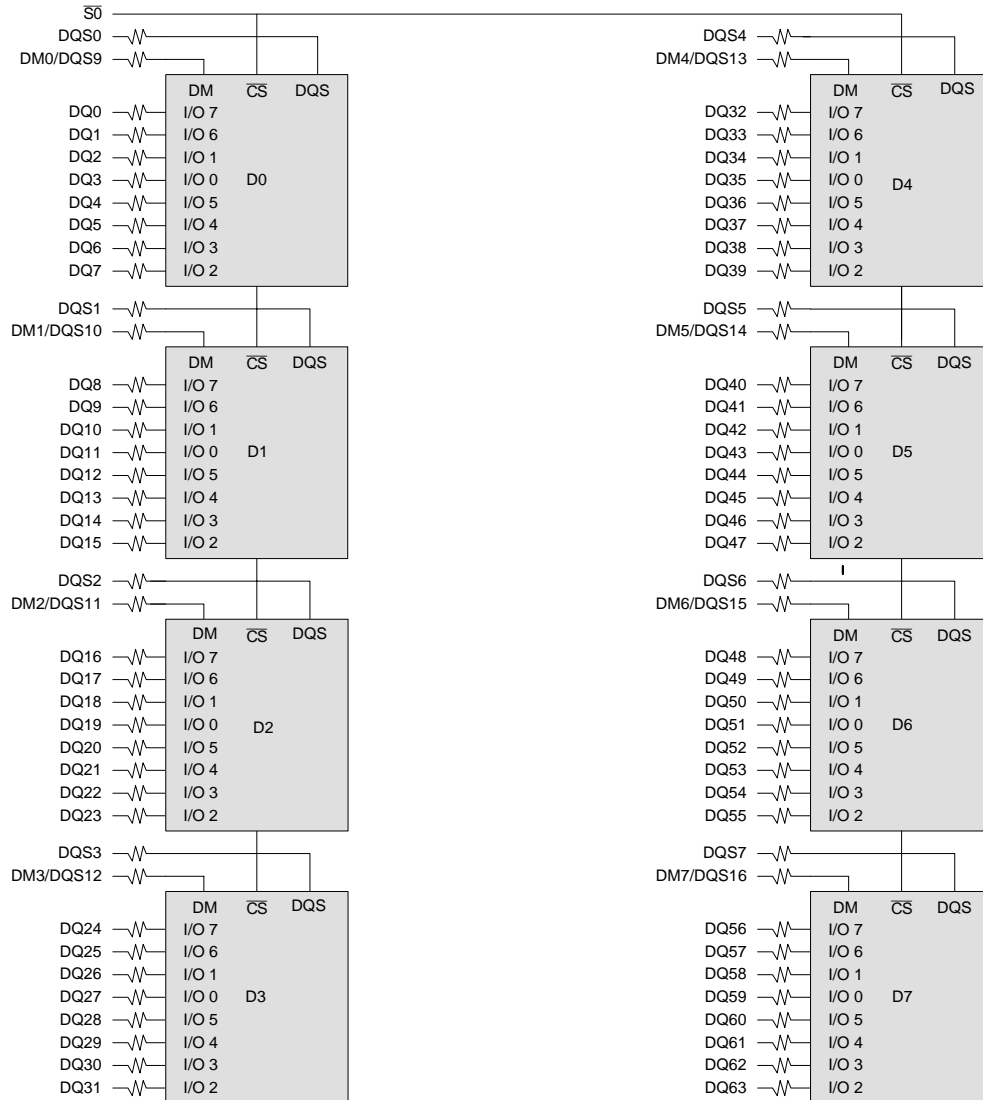 S0
DQS0
DM0/DQS9
DM CS DQS
DQ0 I/O 7
DQ1 I/O 6
DQ2 I/O 1
DQ3 I/O 0 D0
DQ4 I/O 5
DQ5 I/O 4
DQ6 I/O 3
DQ7 I/O 2
DQS1
DM1/DQS10
DM CS DQS
DQ8 I/O 7
DQ9 I/O 6
DQ10 I/O 1
DQ11 I/O 0 D1
DQ12 I/O 5
DQ13 I/O 4
DQ14 I/O 3
DQ15 I/O 2
DQS2
DM2/DQS11
DM CS DQS
DQ16 I/O 7
DQ17 I/O 6
DQ18 I/O 1
DQ19 I/O 0 D2
DQ20 I/O 5
DQ21 I/O 4
DQ22 I/O 3
DQ23 I/O 2
DQS3
DM3/DQS12
DM CS DQS
DQ24 I/O 7
DQ25 I/O 6
DQ26 I/O 1
DQ27 I/O 0 D3
DQ28 I/O 5
DQ29 I/O 4
DQ30 I/O 3
DQ31 I/O 2
DQS4
DM4/DQS13
DM CS DQS
DQ32 I/O 7
DQ33 I/O 6
DQ34 I/O 1
DQ35 I/O 0 D4
DQ36 I/O 5
DQ37 I/O 4
DQ38 I/O 3
DQ39 I/O 2
DQS5
DM5/DQS14
DM CS DQS
DQ40 I/O 7
DQ41 I/O 6
DQ42 I/O 1
DQ43 I/O 0 D5
DQ44 I/O 5
DQ45 I/O 4
DQ46 I/O 3
DQ47 I/O 2
DQS6
DM6/DQS15
DM CS DQS
DQ48 I/O 7
DQ49 I/O 6
DQ50 I/O 1
DQ51 I/O 0 D6
DQ52 I/O 5
DQ53 I/O 4
DQ54 I/O 3
DQ55 I/O 2
DQS7
DM7/DQS16
DM CS DQS
DQ56 I/O 7
DQ57 I/O 6
DQ58 I/O 1
DQ59 I/O 0 D7
DQ60 I/O 5
DQ61 I/O 4
DQ62 I/O 3
DQ63 I/O 2